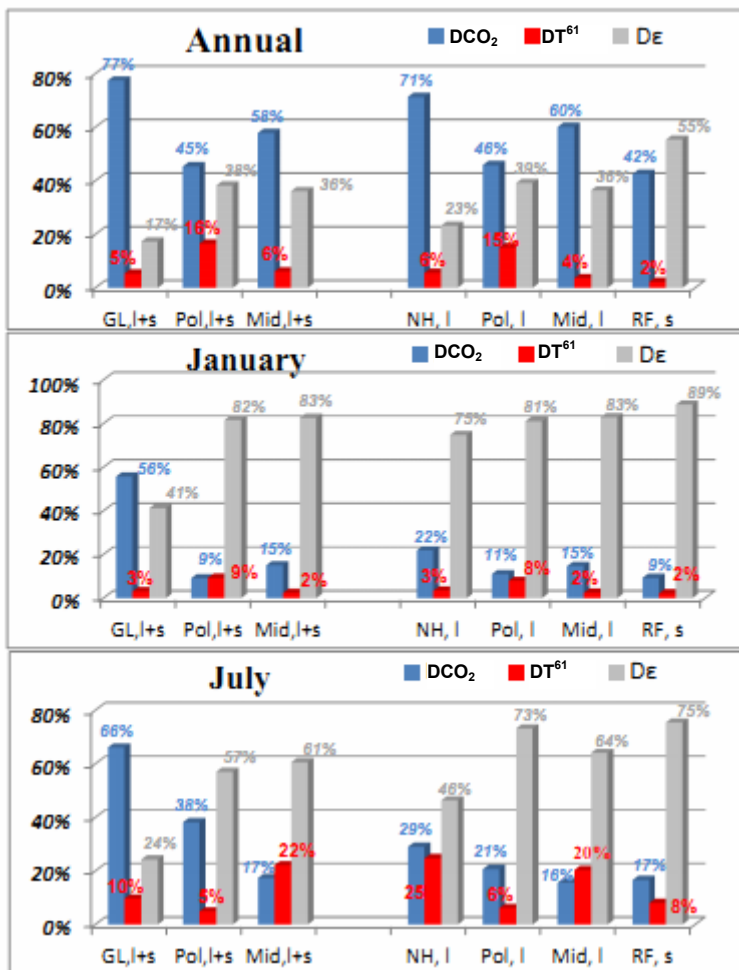 Annual DCO₂ DT⁶¹ Dε
80%
60%
40%
20%
0%
77% 5% 17%
45% 16% 38%
58% 6% 36%
71% 6% 23%
46% 15% 39%
60% 4% 36%
42% 2% 55%
GL,l+s Pol,l+s Mid,l+s NH, l Pol, l Mid, l RF, s
January DCO₂ DT⁶¹ Dε
100%
80%
60%
40%
20%
0%
56% 3% 41%
9% 9% 82%
15% 2% 83%
22% 3% 75%
11% 8% 81%
15% 2% 83%
9% 2% 89%
GL,l+s Pol,l+s Mid,l+s NH, l Pol, l Mid, l RF, s
July DCO₂ DT⁶¹ Dε
80%
60%
40%
20%
0%
66% 10% 24%
38% 5% 57%
17% 22% 61%
29% 25 46%
21% 6% 73%
16% 20% 64%
17% 8% 75%
GL,l+s Pol,l+s Mid,l+s NH, l Pol, l Mid, l RF, s